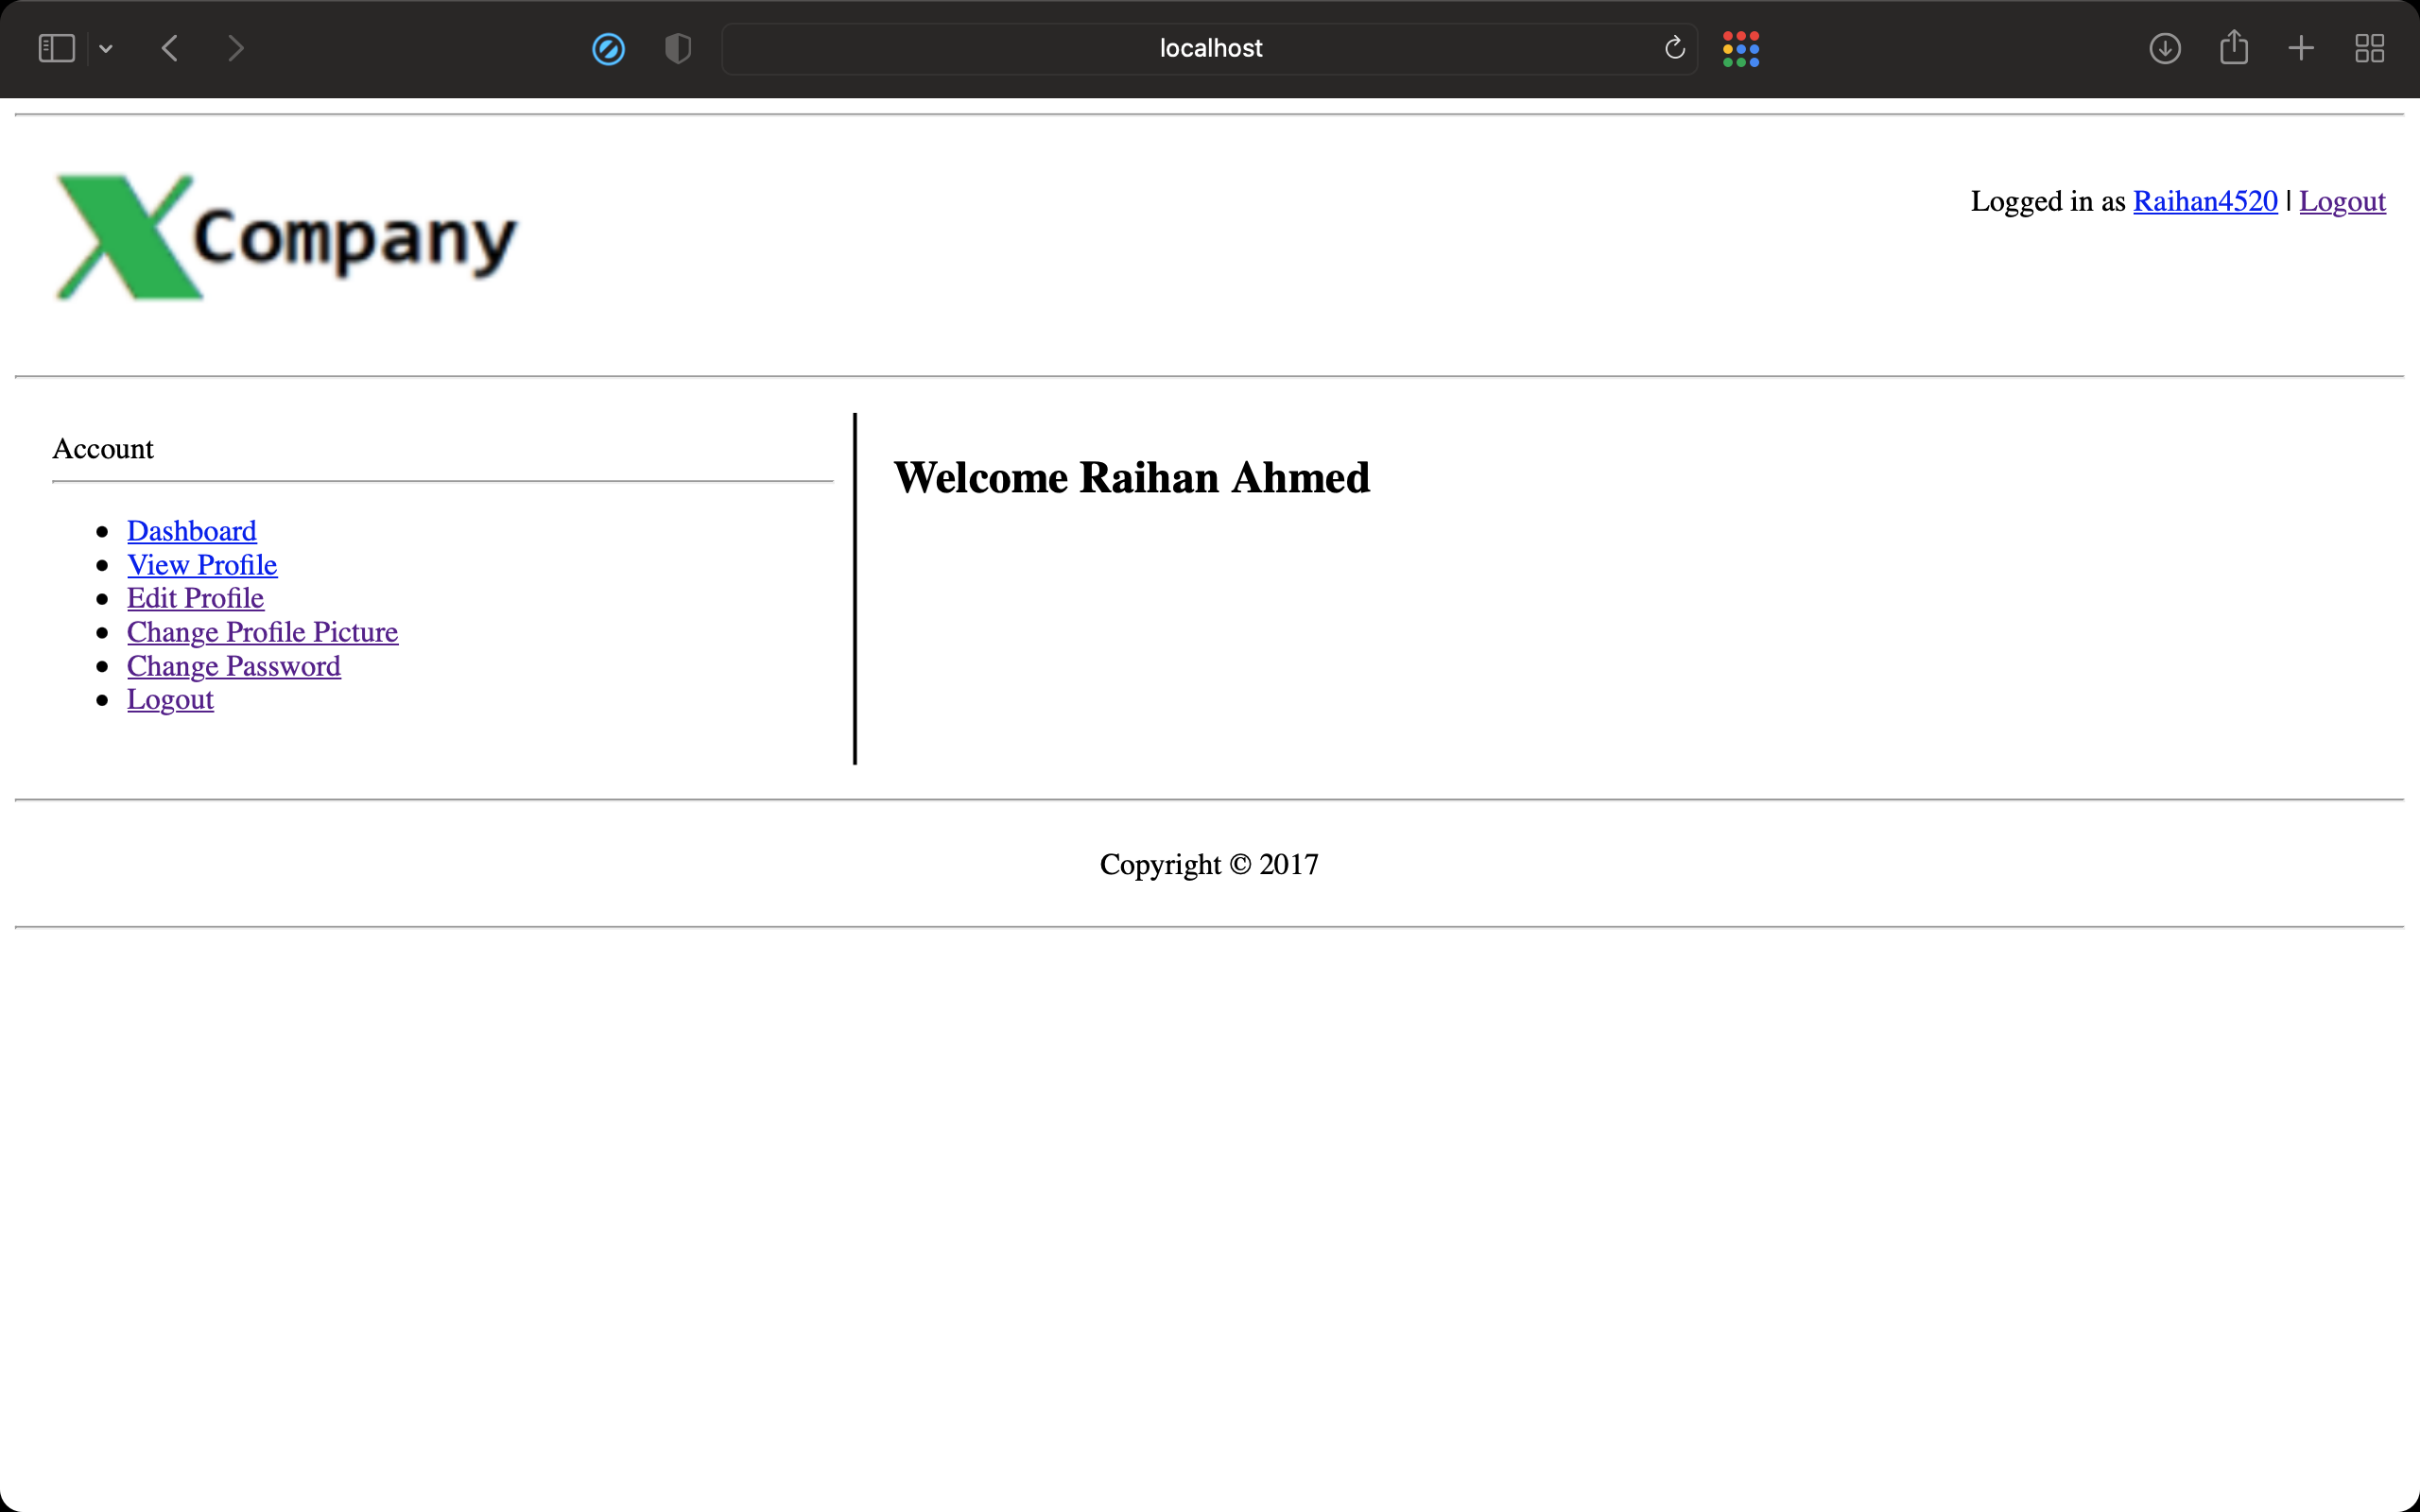 localhost
X Company
Logged in as Raihan4520 | Logout
Account
Welcome Raihan Ahmed
Dashboard
View Profile
Edit Profile
Change Profile Picture
Change Password
Logout
Copyright © 2017